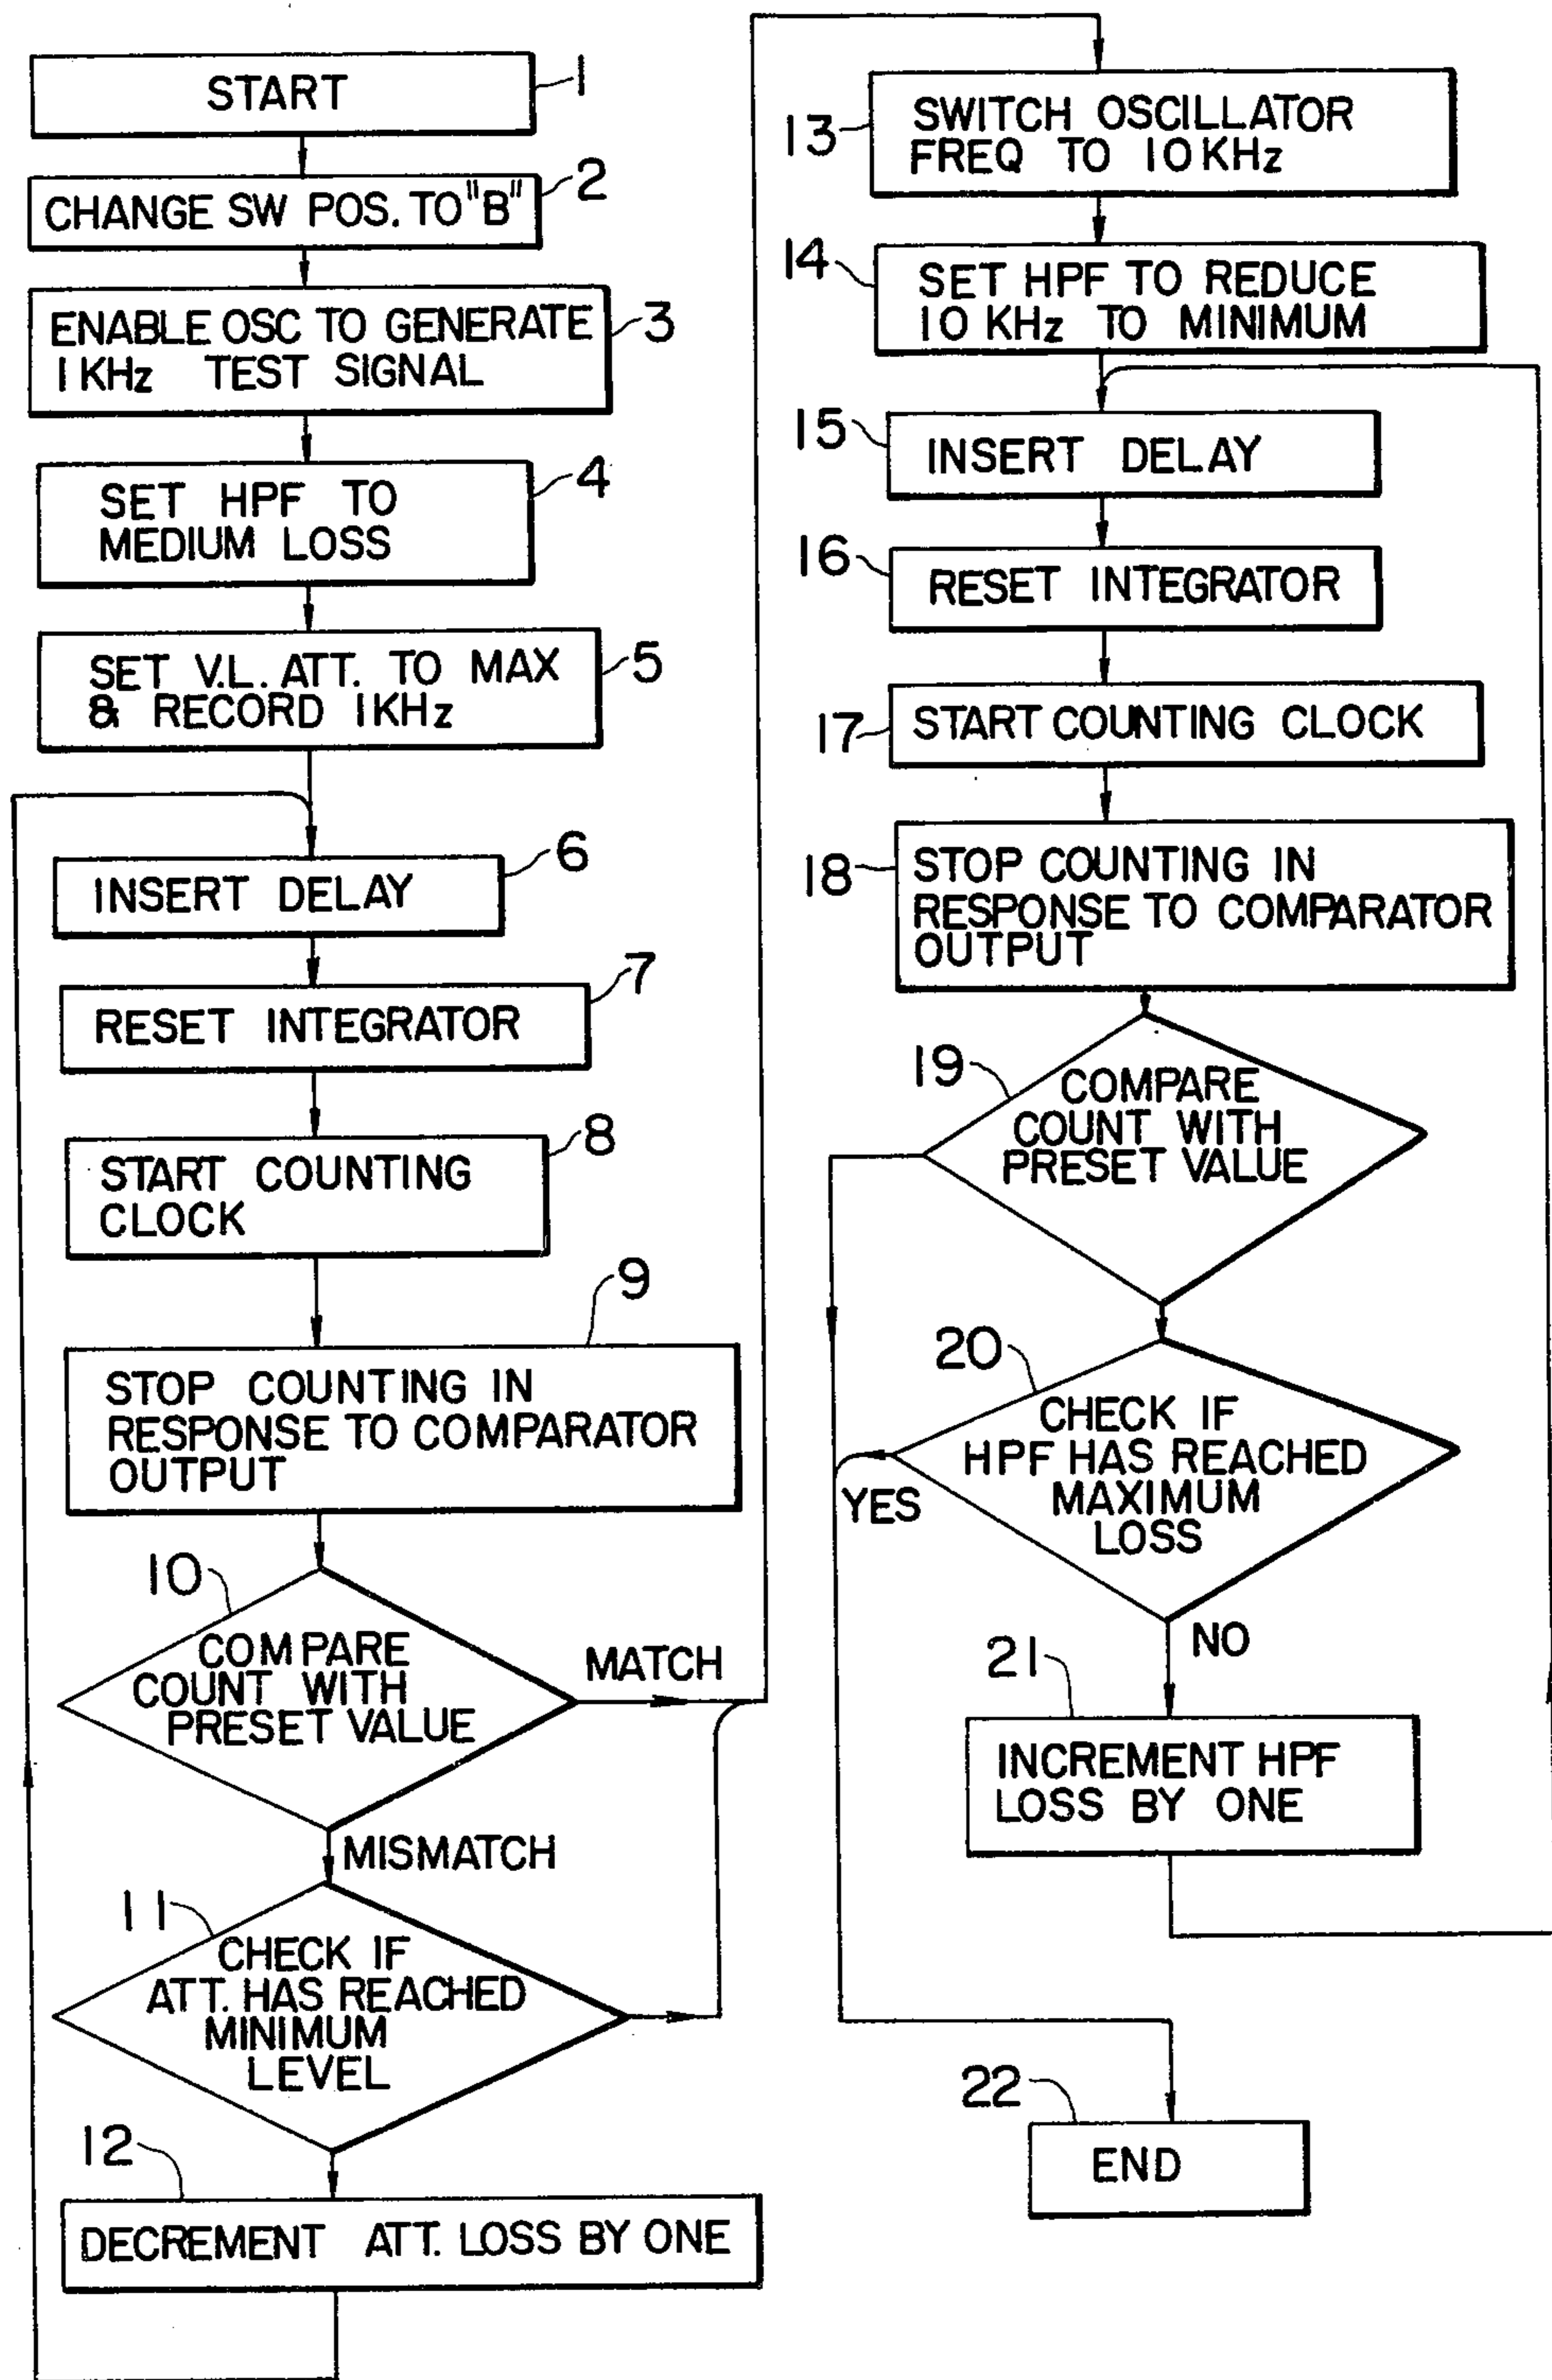 START
1
CHANGE SW POS. TO "B"
2
ENABLE OSC TO GENERATE
1 KHz TEST SIGNAL
3
SET HPF TO
MEDIUM LOSS
4
SET V.L. ATT. TO MAX
& RECORD 1KHz
5
INSERT DELAY
6
RESET INTEGRATOR
7
START COUNTING
CLOCK
8
9
STOP COUNTING IN
RESPONSE TO COMPARATOR
OUTPUT
10
COMPARE
COUNT WITH
PRESET VALUE
MATCH
MISMATCH
11
CHECK IF
ATT. HAS REACHED
MINIMUM
LEVEL
12
DECREMENT ATT. LOSS BY ONE
13
SWITCH OSCILLATOR
FREQ TO 10KHz
14
SET HPF TO REDUCE
10 KHz TO MINIMUM
15
INSERT DELAY
16
RESET INTEGRATOR
17
START COUNTING CLOCK
18
STOP COUNTING IN
RESPONSE TO COMPARATOR
OUTPUT
19
COMPARE
COUNT WITH
PRESET VALUE
20
CHECK IF
HPF HAS REACHED
MAXIMUM
LOSS
YES
NO
21
INCREMENT HPF
LOSS BY ONE
22
END